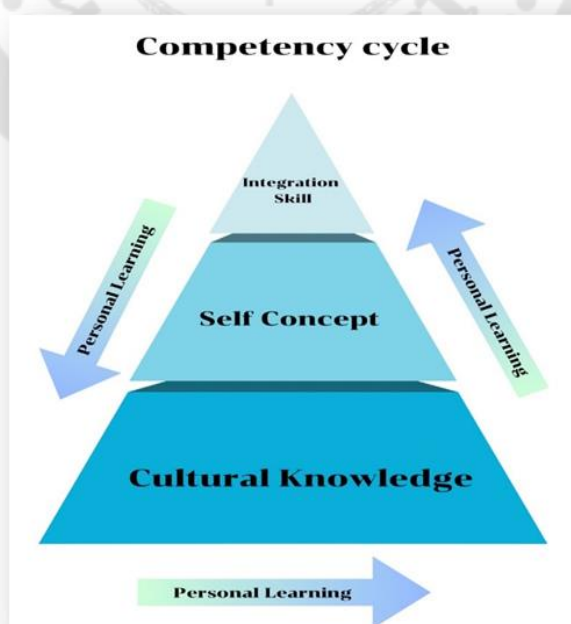 Competency cycle
Integration
Skill
Personal Learning
Personal Learning
Self Concept
Cultural Knowledge
Personal Learning